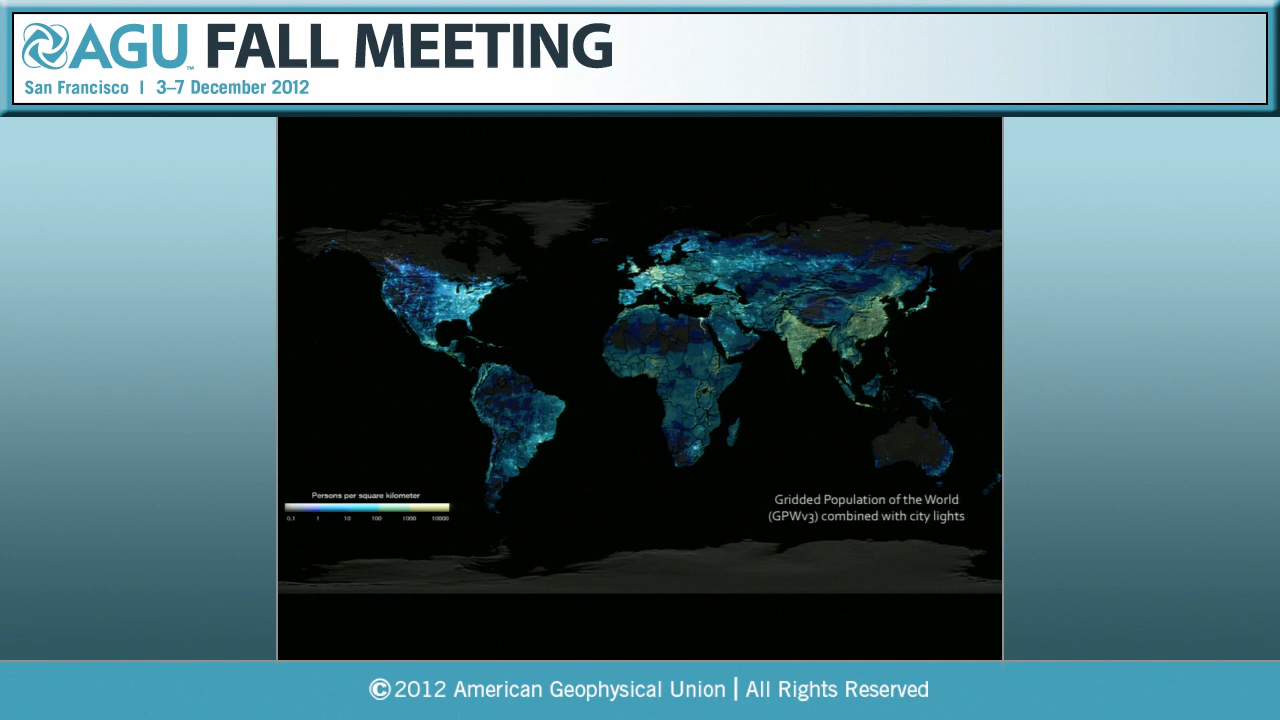 AGU™ FALL MEETING
San Francisco | 3–7 December 2012
Persons per square kilometer
0.1 1 10 100 1000 10000
Gridded Population of the World
(GPWv3) combined with city lights
©2012 American Geophysical Union | All Rights Reserved